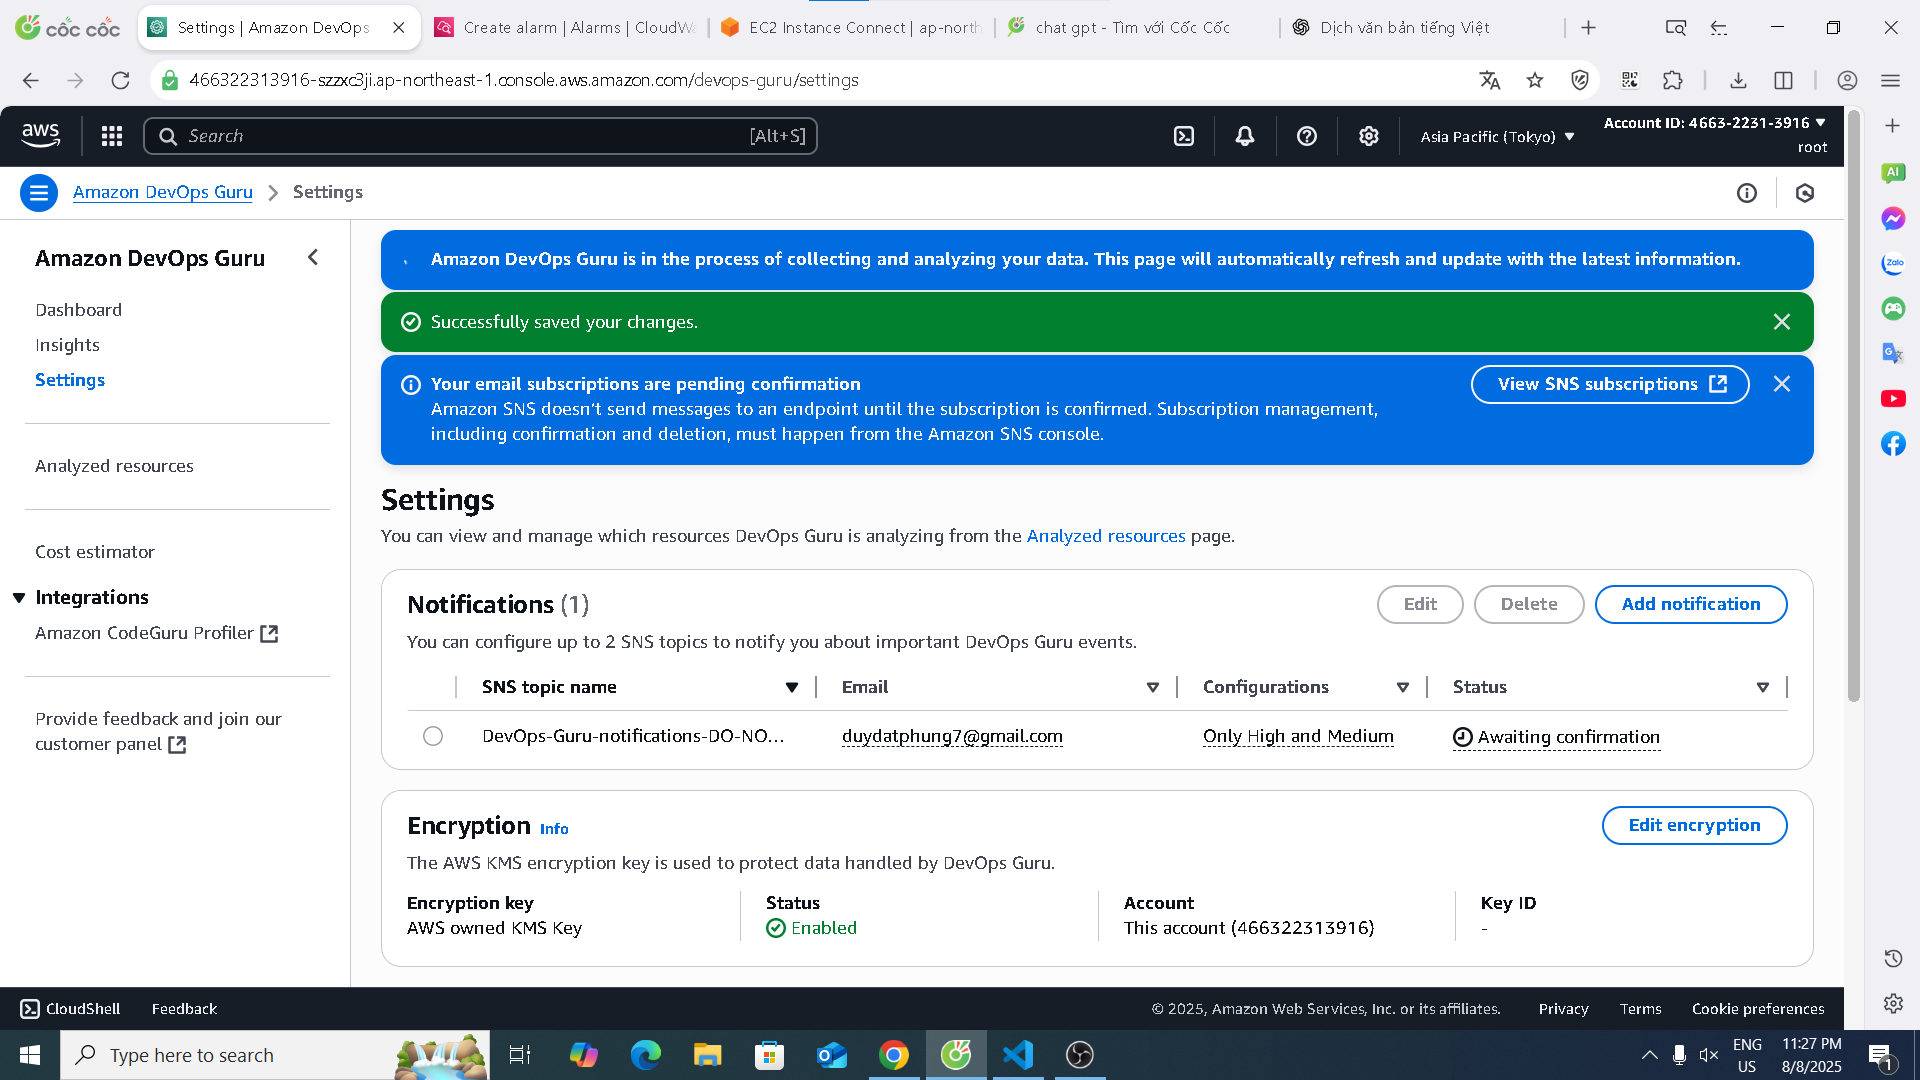 cốc cốc
Settings | Amazon DevOps
Create alarm | Alarms | CloudWa
EC2 Instance Connect | ap-north
chat gpt - Tìm với Cốc Cốc
Dịch văn bản tiếng Việt
466322313916-szzxc3ji.ap-northeast-1.console.aws.amazon.com/devops-guru/settings
aws
Search
[Alt+S]
Asia Pacific (Tokyo)
Account ID: 4663-2231-3916
root
Amazon DevOps Guru
Settings
Amazon DevOps Guru
Dashboard
Insights
Settings
Analyzed resources
Cost estimator
Integrations
Amazon CodeGuru Profiler
Provide feedback and join our
customer panel
Amazon DevOps Guru is in the process of collecting and analyzing your data. This page will automatically refresh and update with the latest information.
Successfully saved your changes.
Your email subscriptions are pending confirmation
Amazon SNS doesn't send messages to an endpoint until the subscription is confirmed. Subscription management,
including confirmation and deletion, must happen from the Amazon SNS console.
View SNS subscriptions
Settings
You can view and manage which resources DevOps Guru is analyzing from the Analyzed resources page.
Notifications (1)
Edit
Delete
Add notification
You can configure up to 2 SNS topics to notify you about important DevOps Guru events.
SNS topic name
Email
Configurations
Status
DevOps-Guru-notifications-DO-NO...
duydatphung7@gmail.com
Only High and Medium
Awaiting confirmation
Encryption Info
Edit encryption
The AWS KMS encryption key is used to protect data handled by DevOps Guru.
Encryption key
AWS owned KMS Key
Status
Enabled
Account
This account (466322313916)
Key ID
-
AI
Zalo
CloudShell
Feedback
© 2025, Amazon Web Services, Inc. or its affiliates.
Privacy
Terms
Cookie preferences
Type here to search
ENG
US
11:27 PM
8/8/2025
1